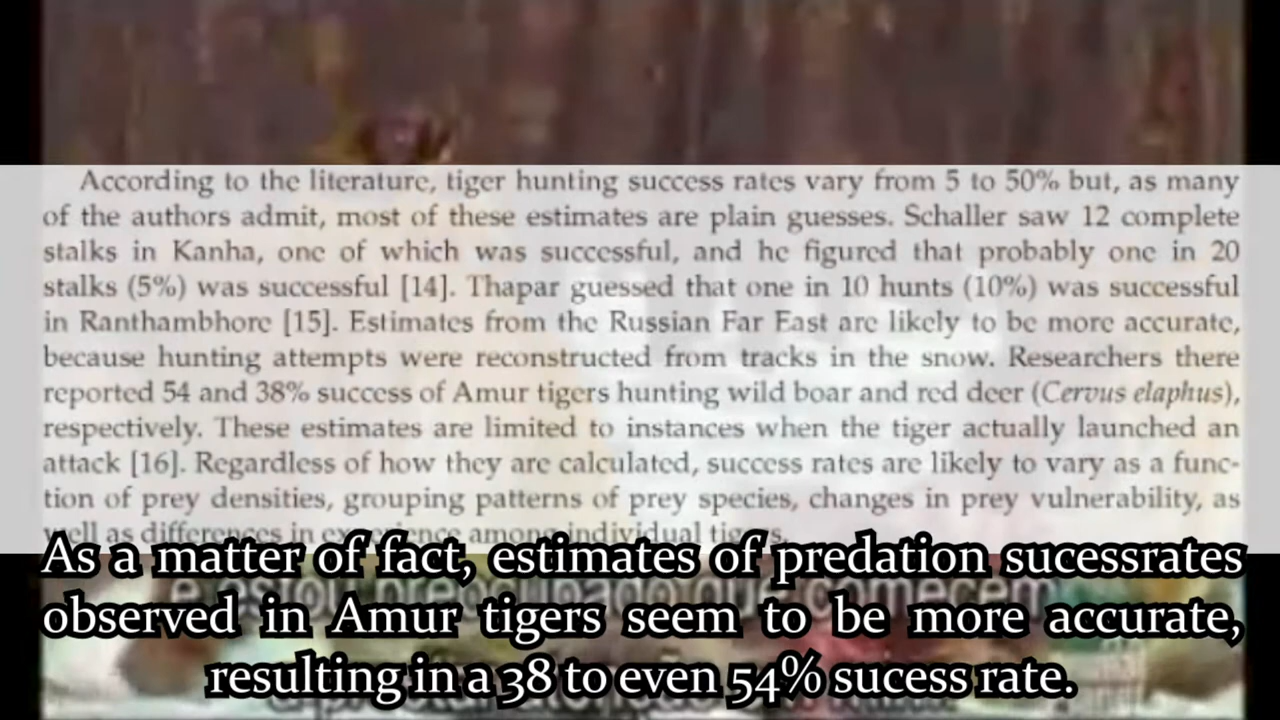 According to the literature, tiger hunting success rates vary from 5 to 50% but, as many
of the authors admit, most of these estimates are plain guesses. Schaller saw 12 complete
stalks in Kanha, one of which was successful, and he figured that probably one in 20
stalks (5%) was successful [14]. Thapar guessed that one in 10 hunts (10%) was successful
in Ranthambhore [15]. Estimates from the Russian Far East are likely to be more accurate,
because hunting attempts were reconstructed from tracks in the snow. Researchers there
reported 54 and 38% success of Amur tigers hunting wild boar and red deer (Cervus elaphus),
respectively. These estimates are limited to instances when the tiger actually launched an
attack [16]. Regardless of how they are calculated, success rates are likely to vary as a func-
tion of prey densities, grouping patterns of prey species, changes in prey vulnerability, as
well as differences in experience among individual tigers.
As a matter of fact, estimates of predation sucessrates
observed in Amur tigers seem to be more accurate,
resulting in a 38 to even 54% sucess rate.